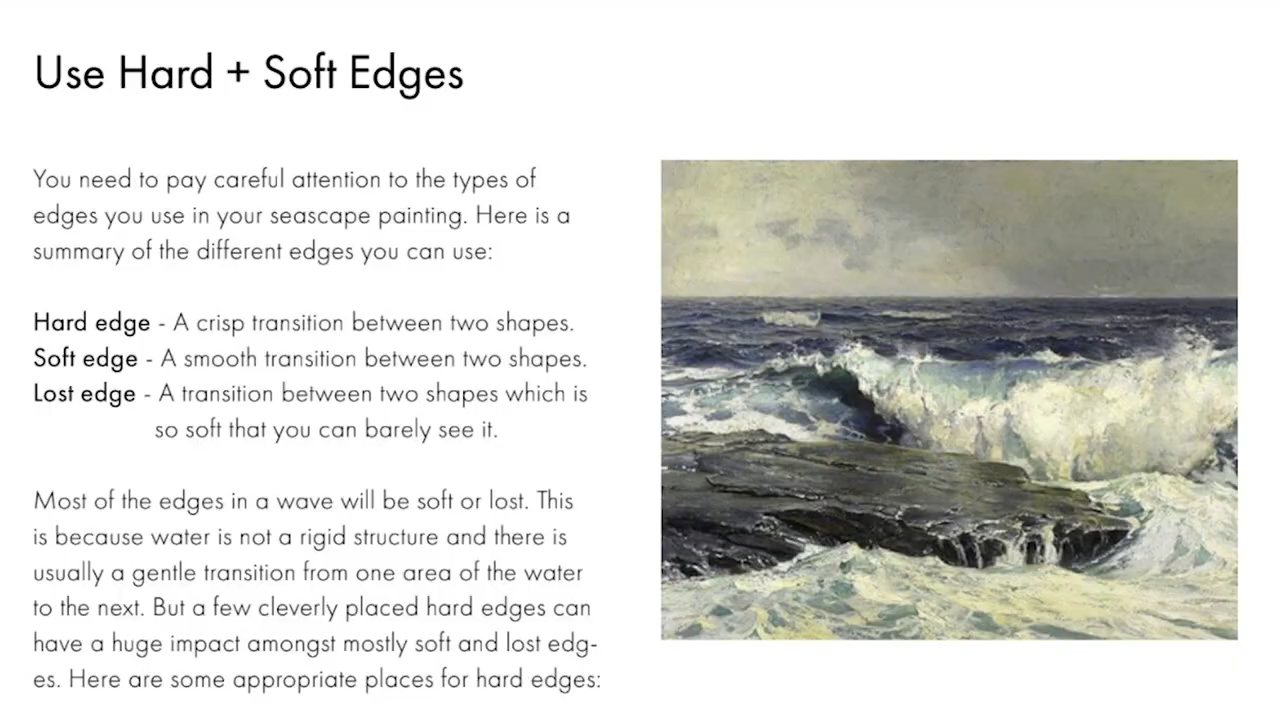 Use Hard + Soft Edges
You need to pay careful attention to the types of
edges you use in your seascape painting. Here is a
summary of the different edges you can use:
Hard edge - A crisp transition between two shapes.
Soft edge - A smooth transition between two shapes.
Lost edge - A transition between two shapes which is
so soft that you can barely see it.
Most of the edges in a wave will be soft or lost. This
is because water is not a rigid structure and there is
usually a gentle transition from one area of the water
to the next. But a few cleverly placed hard edges can
have a huge impact amongst mostly soft and lost edg-
es. Here are some appropriate places for hard edges: